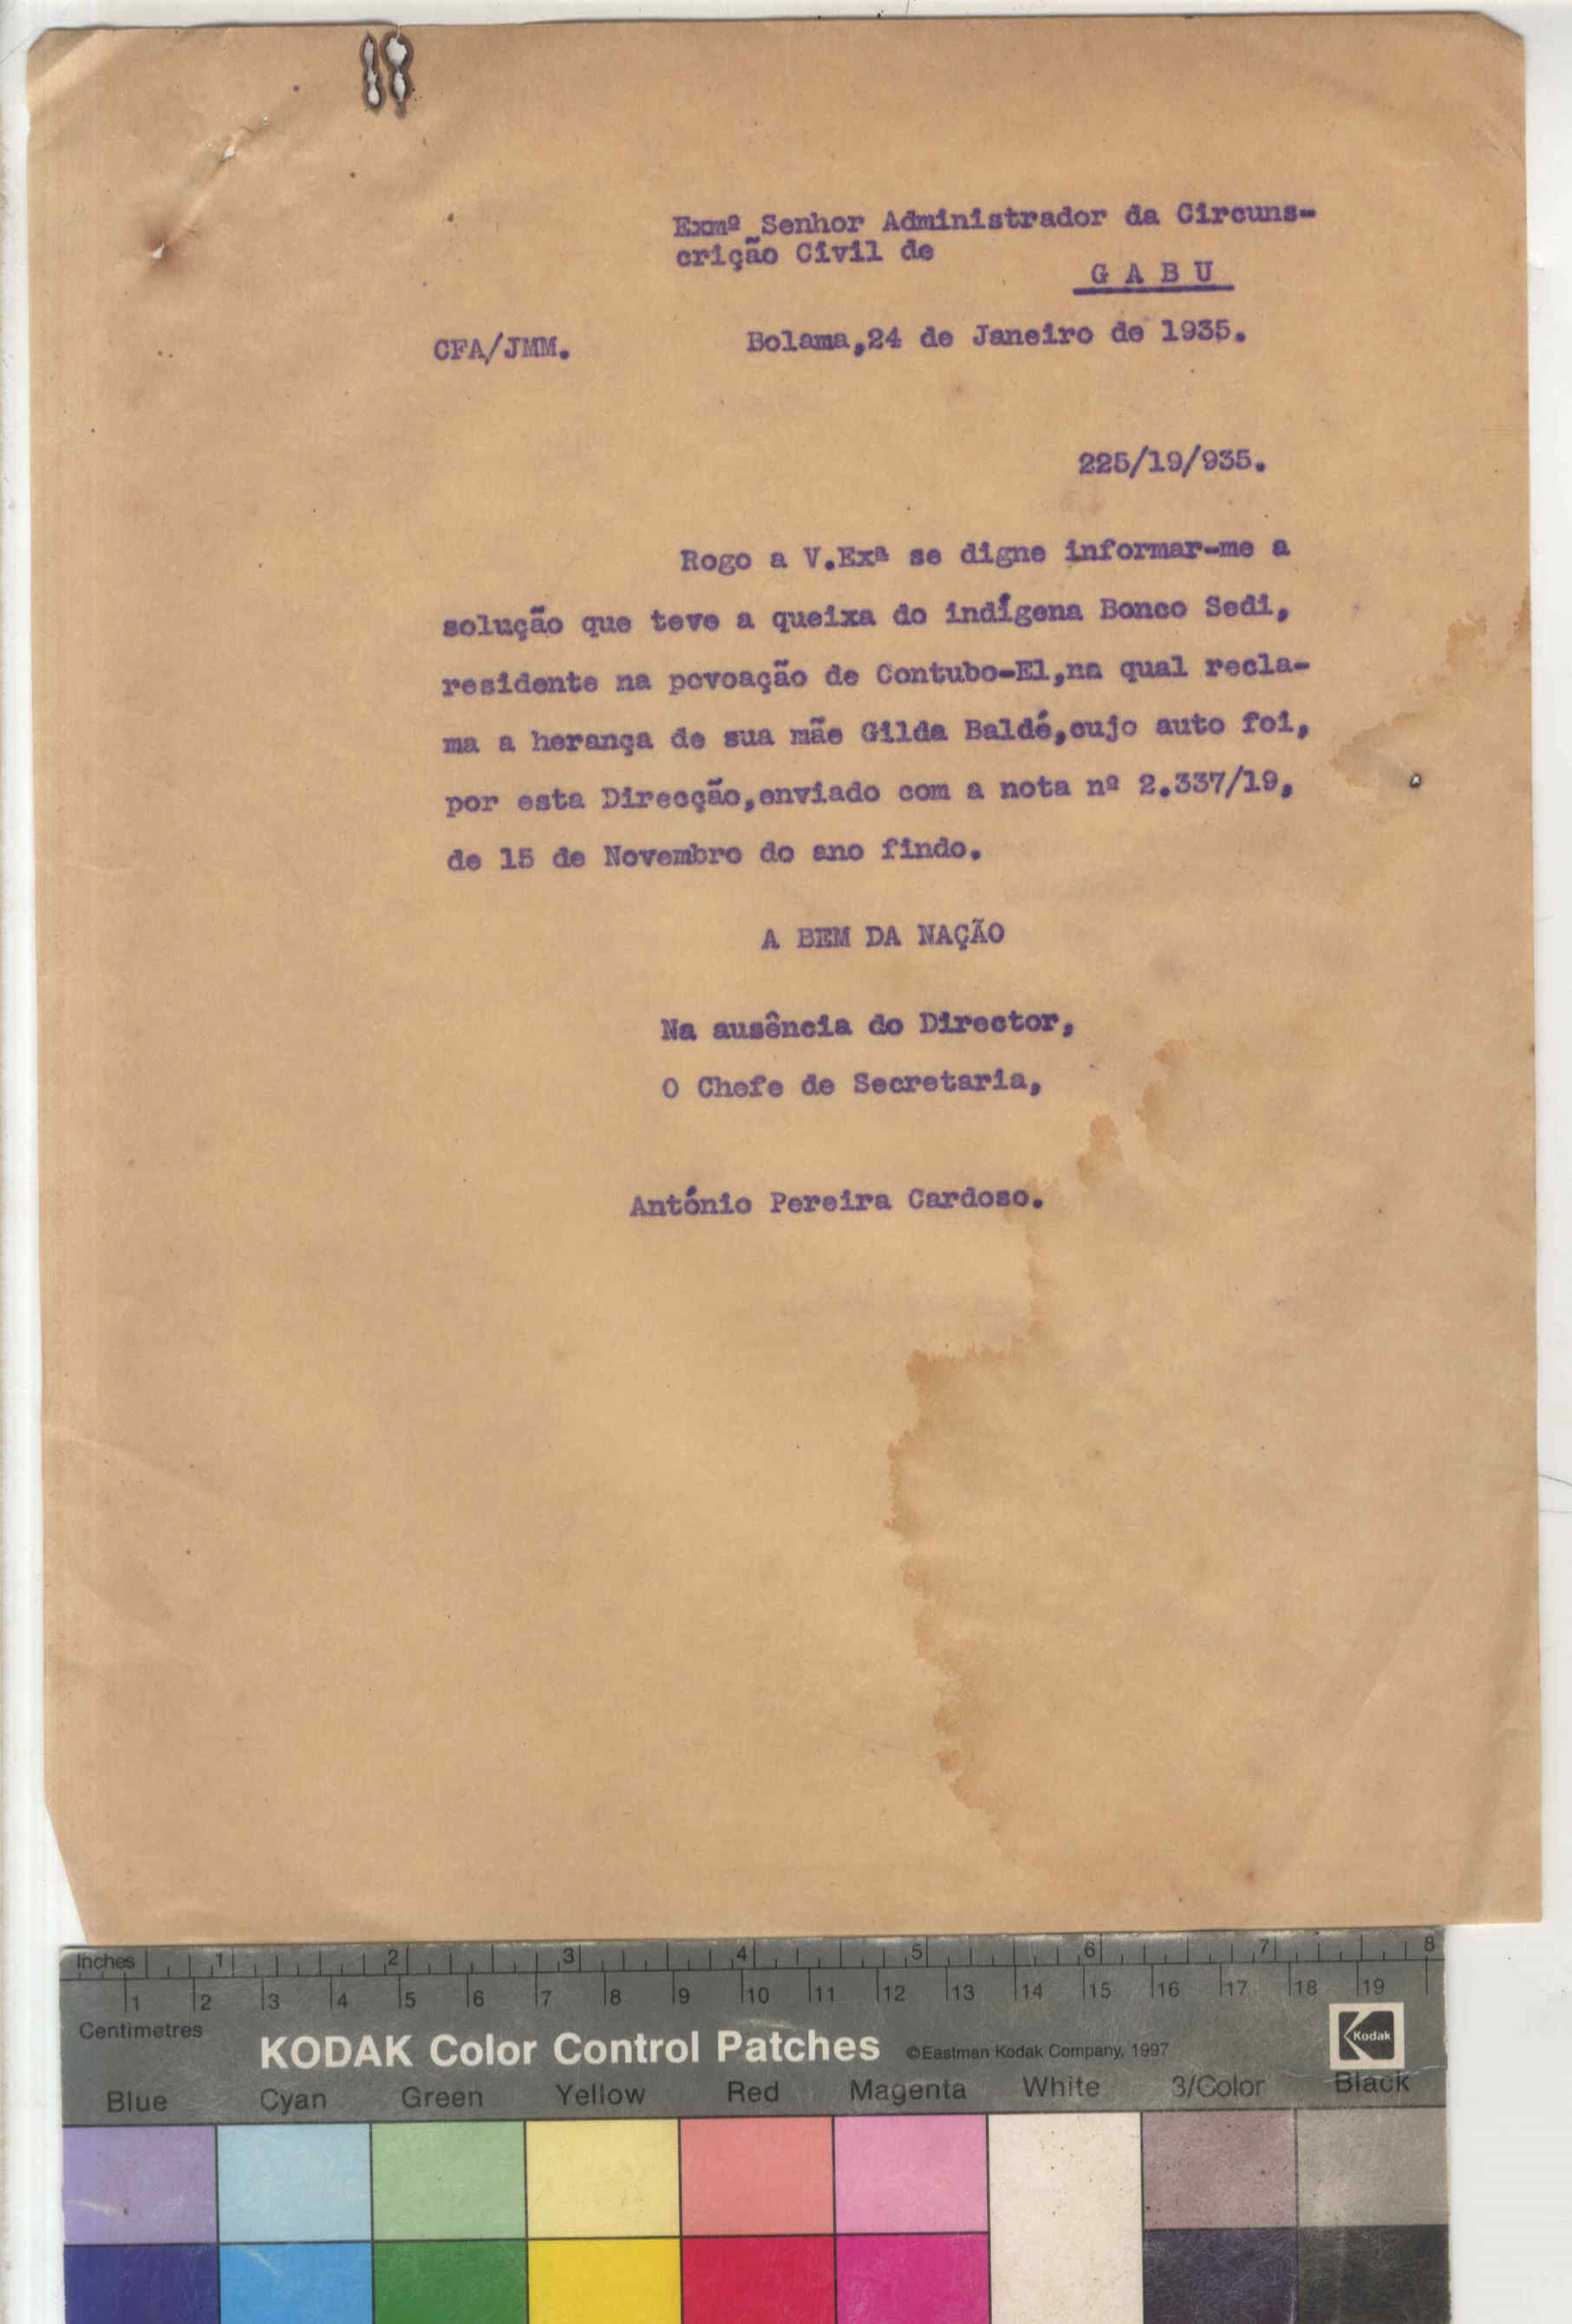 Exmº Senhor Administrador da Circuns-
crição Civil de
G A B U
CFA/JMM.
Bolama,24 de Janeiro de 1935.
225/19/935.
Rogo a V.Exª se digne informar-me a
solução que teve a queixa do indígena Bonco Sedi,
residente na povoação de Contubo-El,na qual recla-
ma a herança de sua mãe Gilda Baldé,cujo auto foi,
por esta Direcção,enviado com a nota nº 2.337/19,
de 15 de Novembro do ano findo.
A BEM DA NAÇÃO
Na ausência do Director,
O Chefe de Secretaria,
António Pereira Cardoso.
Inches 1 2 3 4 5 6 7 8
1 2 3 4 5 6 7 8 9 10 11 12 13 14 15 16 17 18 19
Centimetres
KODAK Color Control Patches ©Eastman Kodak Company, 1997 Kodak
Blue Cyan Green Yellow Red Magenta White 3/Color Black